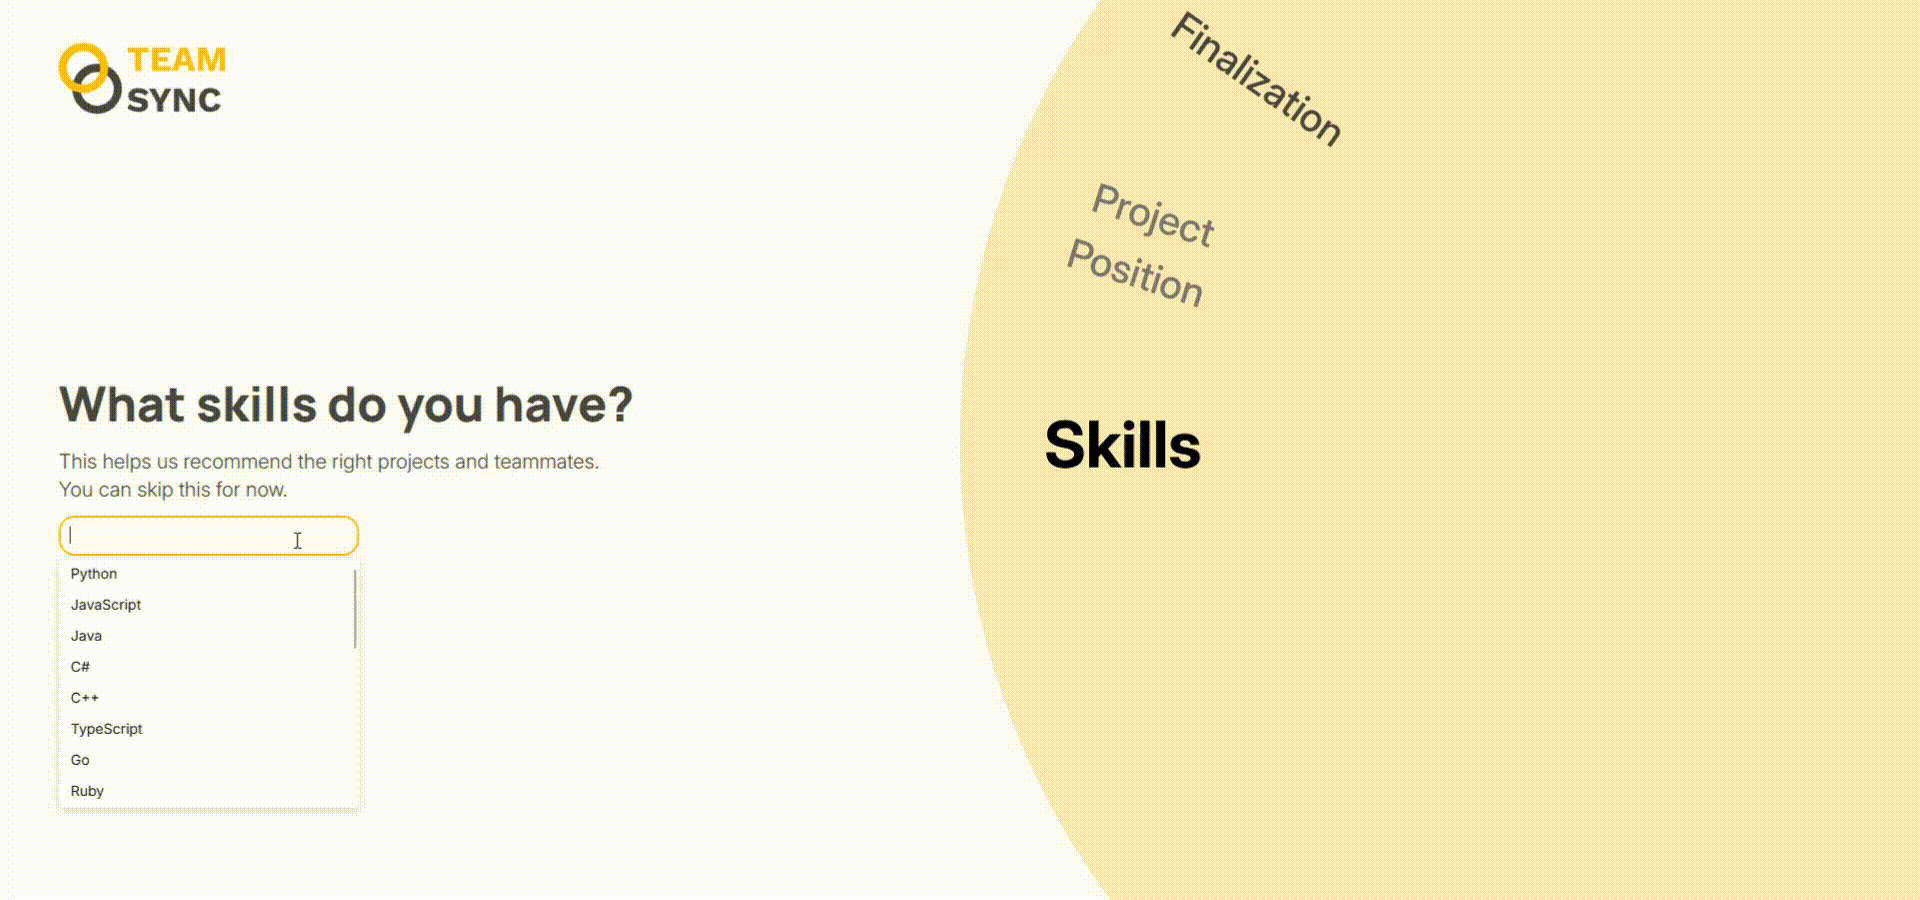 TEAM
SYNC
What skills do you have?
This helps us recommend the right projects and teammates.
You can skip this for now.
Python
JavaScript
Java
C#
C++
TypeScript
Go
Ruby
Finalization
Project
Position
Skills